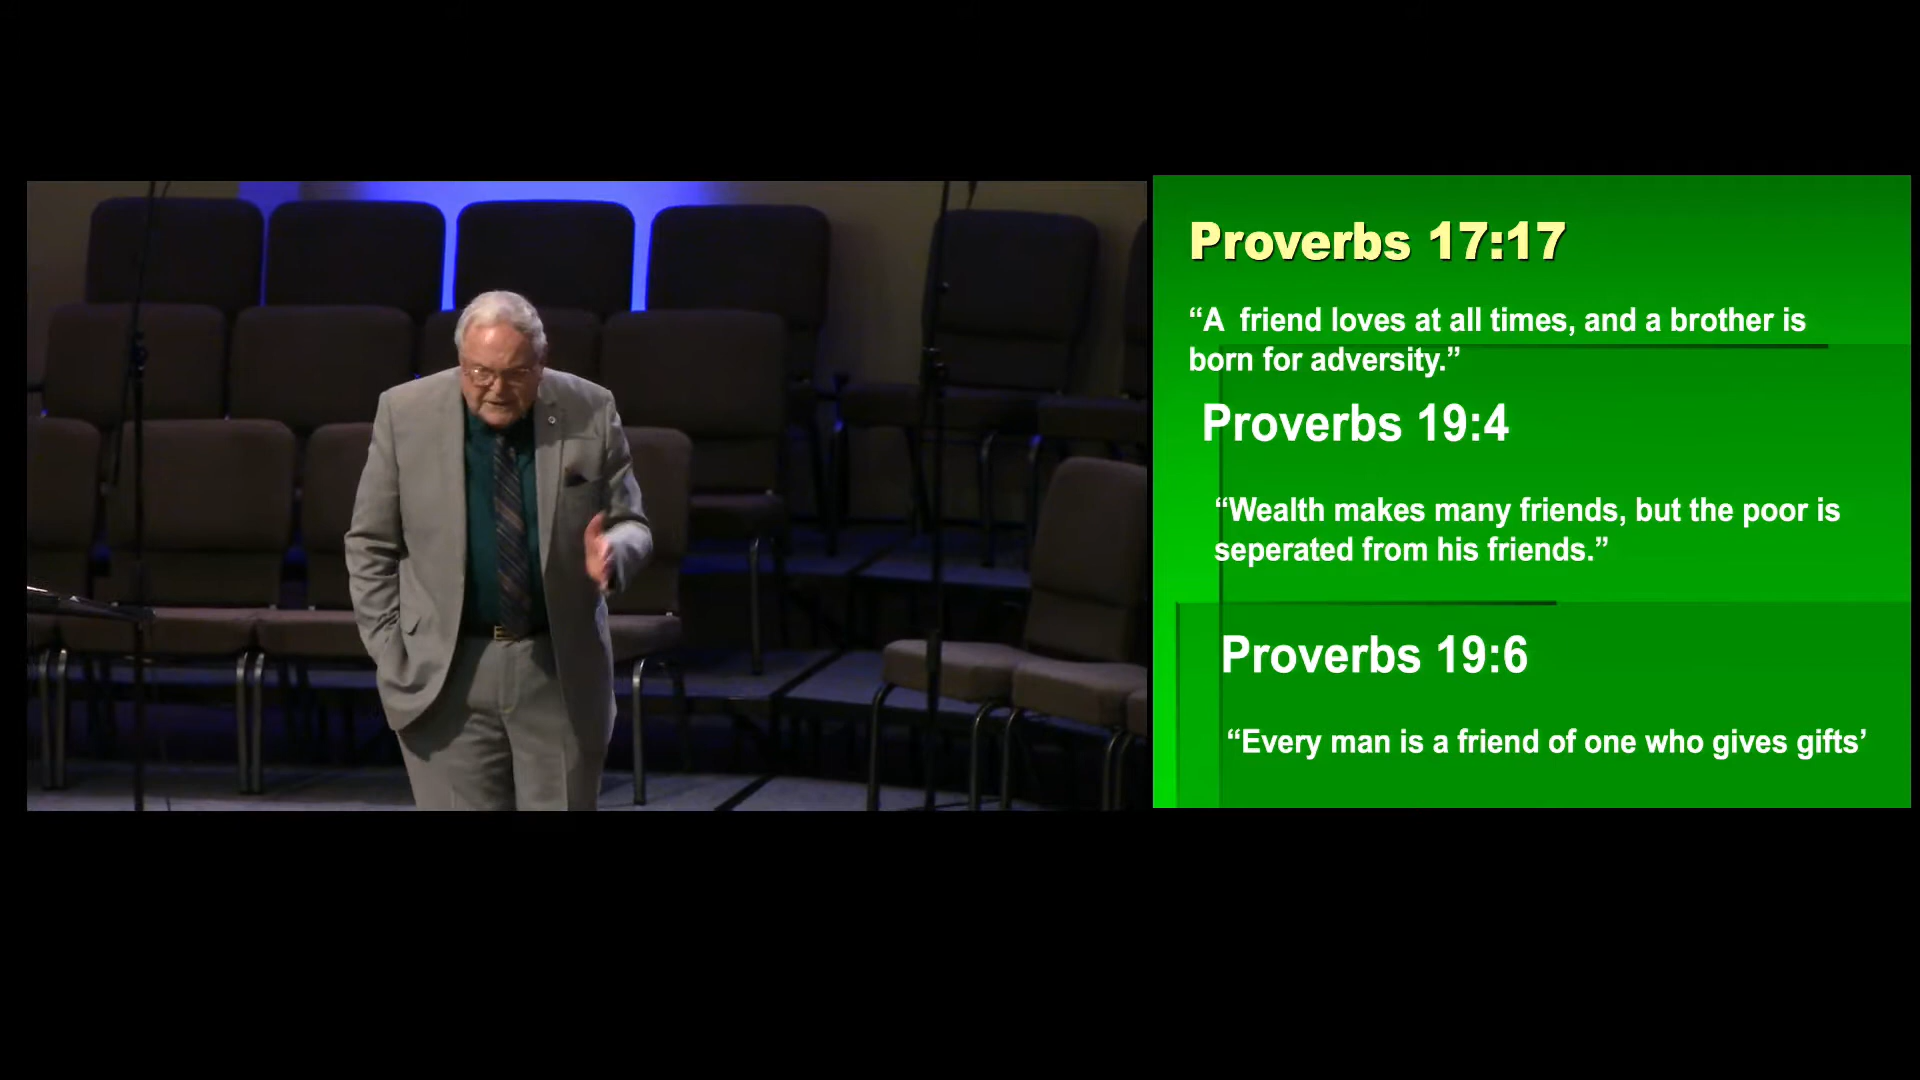 Proverbs 17:17
“A  friend loves at all times, and a brother is
born for adversity.”
Proverbs 19:4
“Wealth makes many friends, but the poor is
seperated from his friends.”
Proverbs 19:6
“Every man is a friend of one who gives gifts’